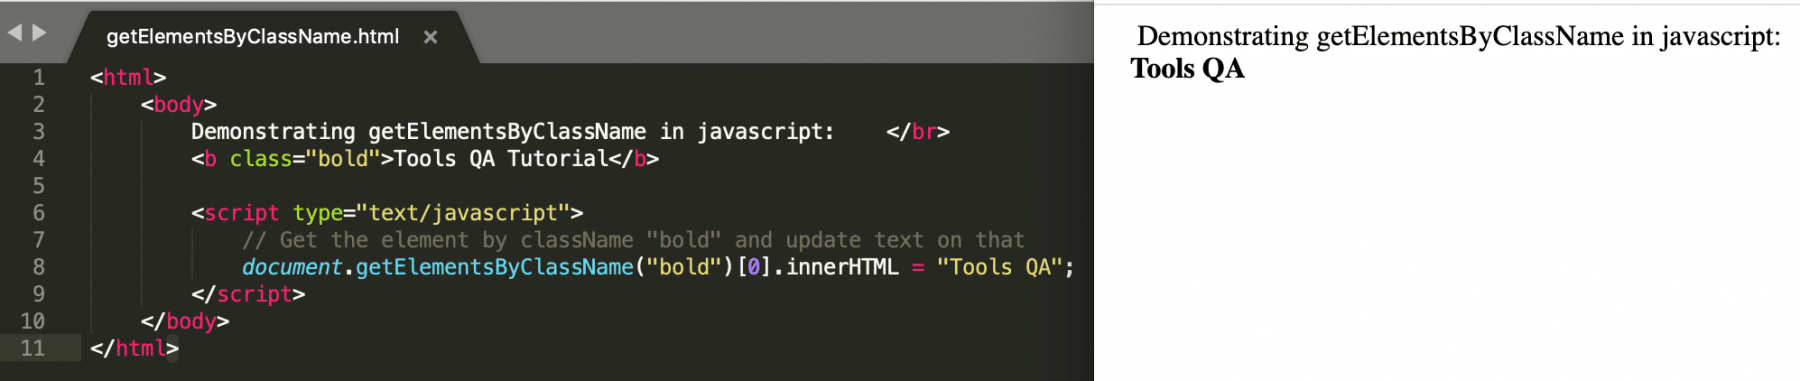 getElementsByClassName.html ×
1 <html>
2 <body>
3 Demonstrating getElementsByClassName in javascript: </br>
4 <b class="bold">Tools QA Tutorial</b>
5
6 <script type="text/javascript">
7 // Get the element by className "bold" and update text on that
8 document.getElementsByClassName("bold")[0].innerHTML = "Tools QA";
9 </script>
10 </body>
11 </html>
Demonstrating getElementsByClassName in javascript:
Tools QA